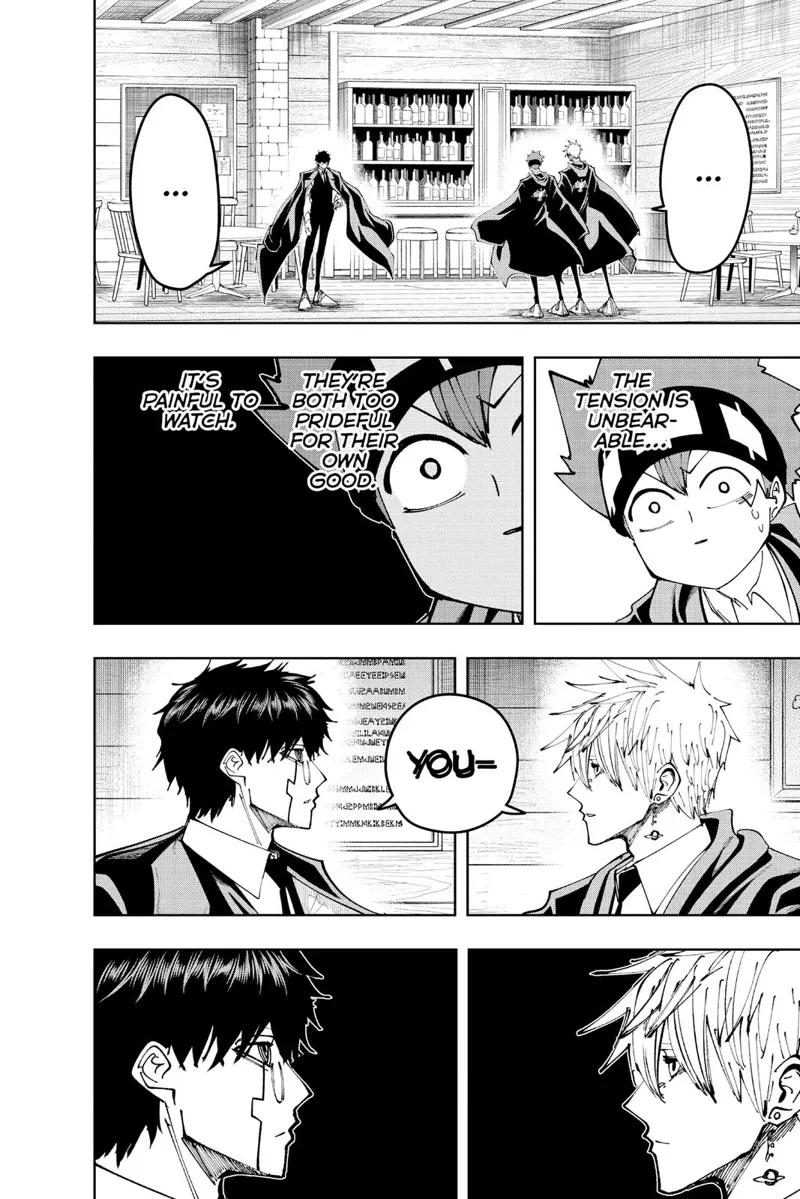 ...
...
THE
TENSION IS
UNBEAR-
ABLE...
THEY'RE
BOTH TOO
PRIDEFUL
FOR THEIR
OWN
GOOD.
IT'S
PAINFUL TO
WATCH.
YOU=